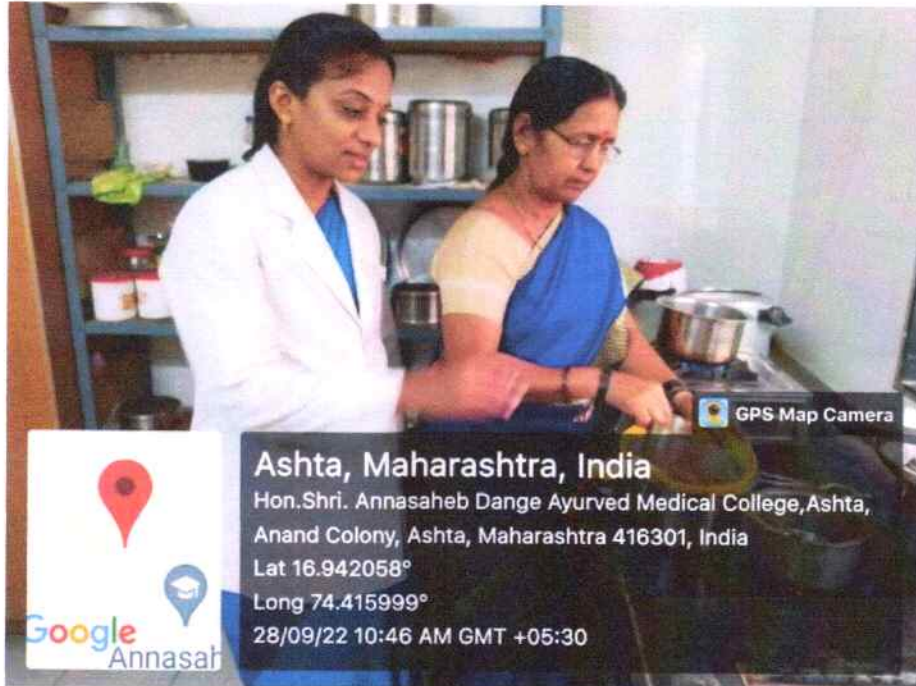 GPS Map Camera
Ashta, Maharashtra, India
Hon.Shri. Annasaheb Dange Ayurved Medical College,Ashta,
Anand Colony, Ashta, Maharashtra 416301, India
Lat 16.942058°
Long 74.415999°
28/09/22 10:46 AM GMT +05:30
Google
Annasah